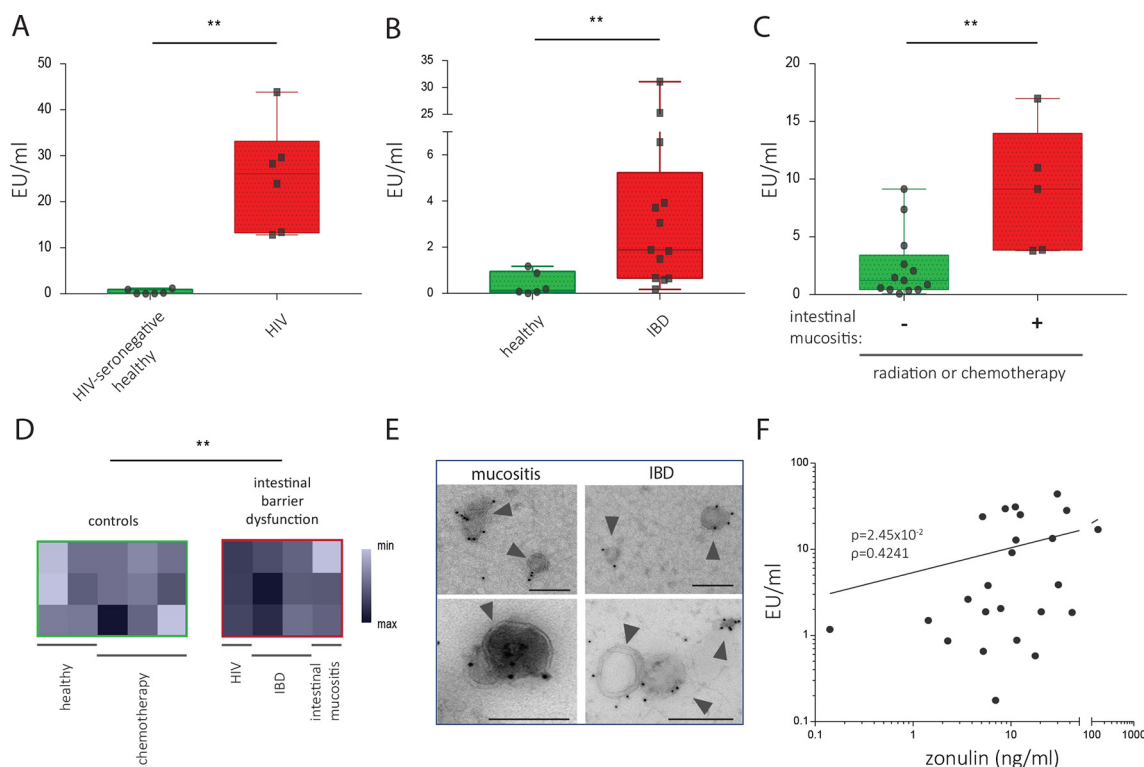 A
**
50
40
30
20
10
0
EU/ml
HIV-seronegative
healthy
HIV
B
**
35
30
25
6
4
2
0
EU/ml
healthy
IBD
C
**
20
15
10
5
0
EU/ml
intestinal
mucositis:
-
+
radiation or chemotherapy
D
**
controls
intestinal
barrier
dysfunction
min
max
healthy
chemotherapy
HIV
IBD
intestinal
mucositis
E
mucositis
IBD
F
100
10
1
0.1
EU/ml
p=2.45x10-2
ρ=0.4241
0.1
1
10
100
1000
zonulin (ng/ml)